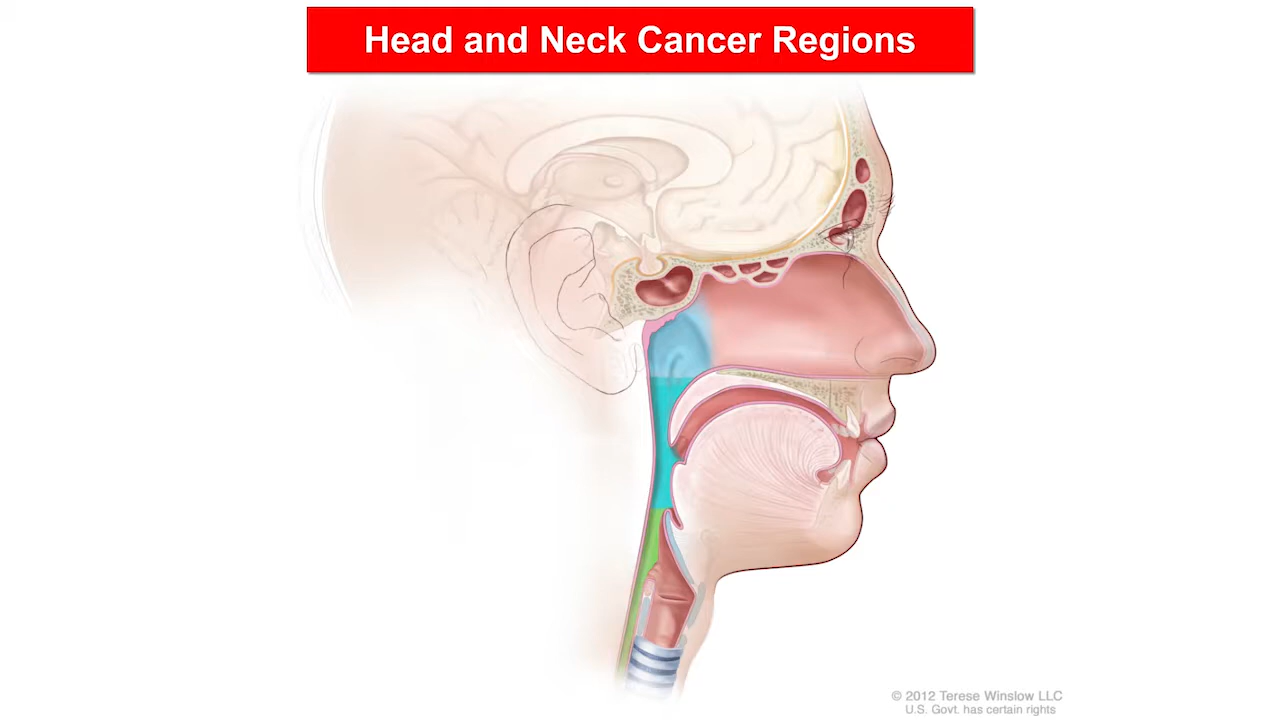 Head and Neck Cancer Regions
© 2012 Terese Winslow LLC
U.S. Govt. has certain rights